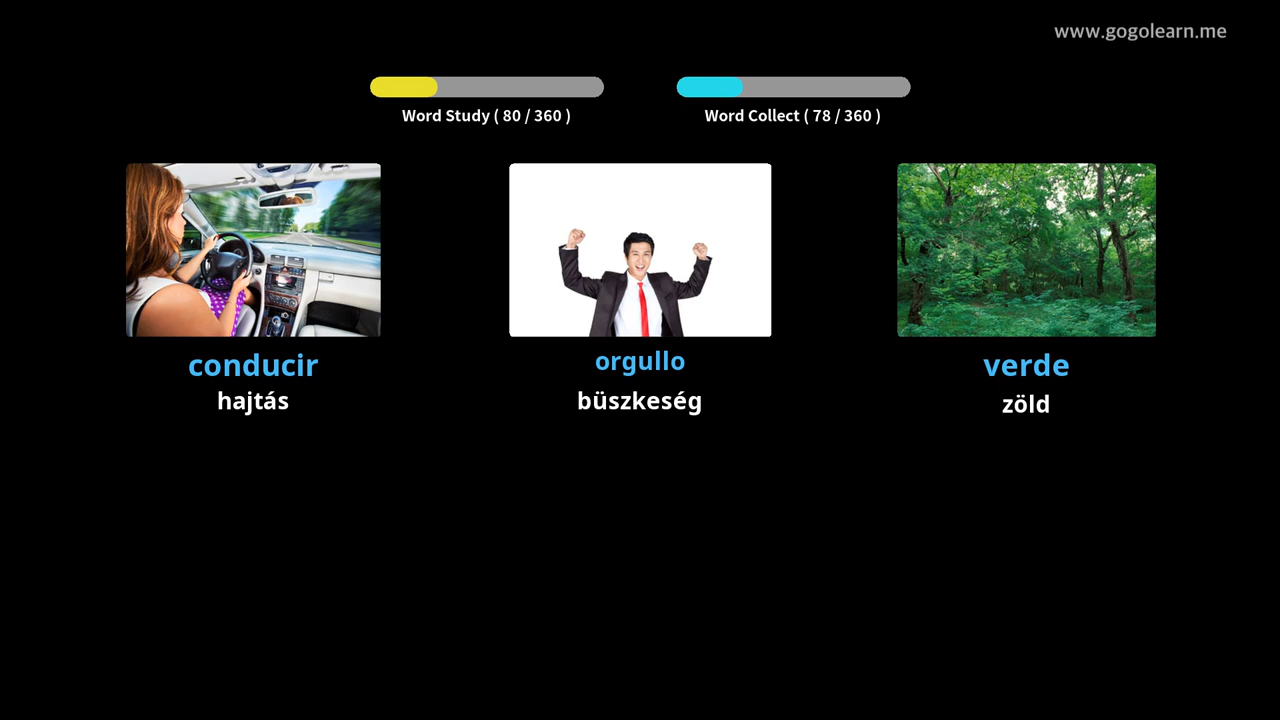 www.gogolearn.me
Word Study ( 80 / 360 )
Word Collect ( 78 / 360 )
conducir
hajtás
orgullo
büszkeség
verde
zöld